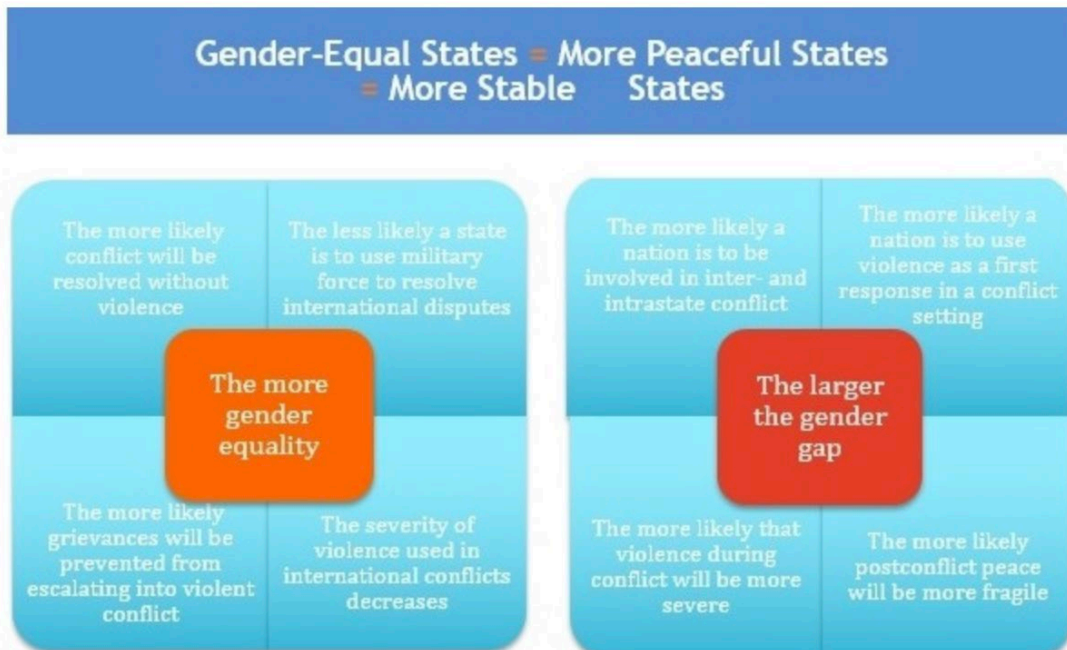 Gender-Equal States = More Peaceful States
= More Stable States
The more likely
conflict will be
resolved without
violence
The less likely a state
is to use military
force to resolve
international disputes
The more
gender
equality
The more likely
grievances will be
prevented from
escalating into violent
conflict
The severity of
violence used in
international conflicts
decreases
The more likely a
nation is to be
involved in inter- and
intrastate conflict
The more likely a
nation is to use
violence as a first
response in a conflict
setting
The larger
the gender
gap
The more likely that
violence during
conflict will be more
severe
The more likely
postconflict peace
will be more fragile